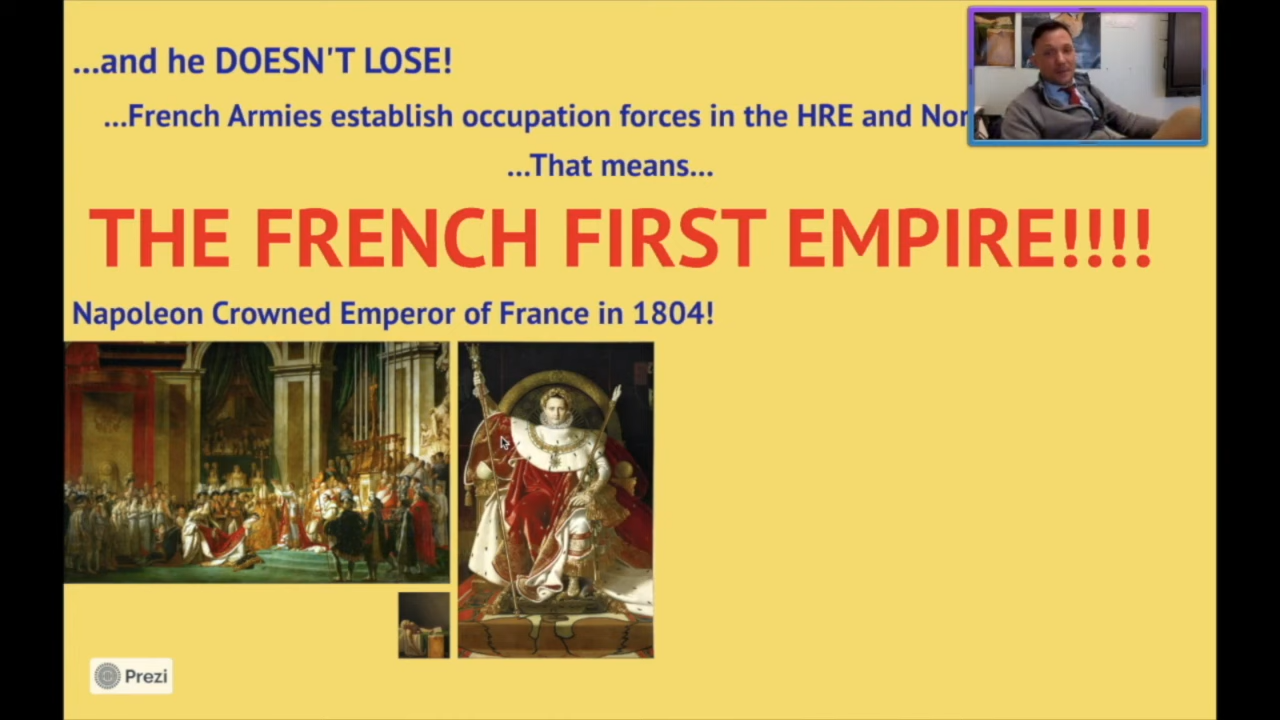 ...and he DOESN'T LOSE!
...French Armies establish occupation forces in the HRE and
...That means...
THE FRENCH FIRST EMPIRE!!!!
Napoleon Crowned Emperor of France in 1804!
Prezi